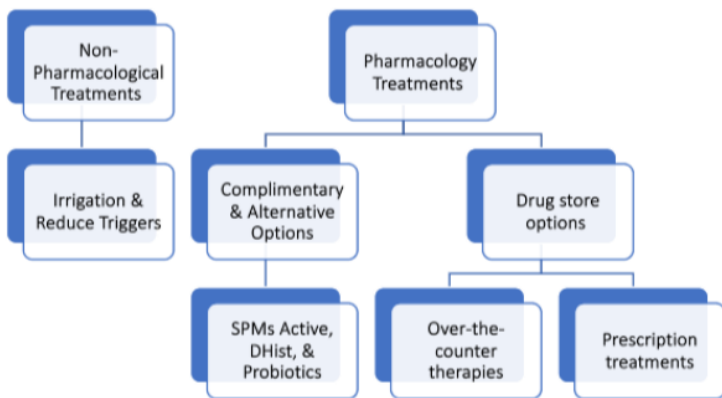 Non-
Pharmacological
Treatments
Pharmacology
Treatments
Irrigation &
Reduce Triggers
Complimentary
& Alternative
Options
Drug store
options
SPMs Active,
DHist, &
Probiotics
Over-the-
counter
therapies
Prescription
treatments